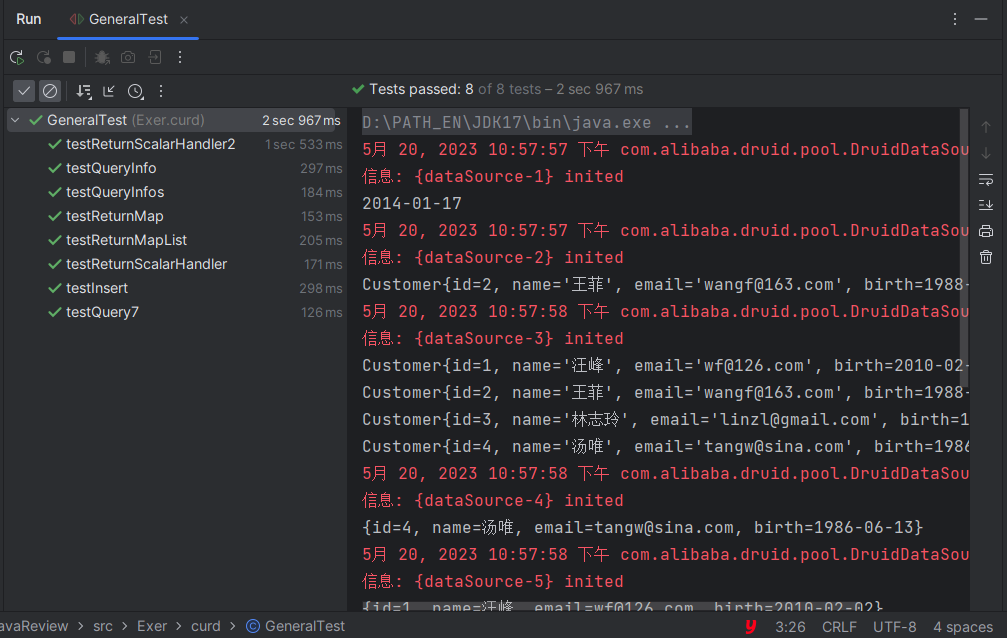 Run GeneralTest
Tests passed: 8 of 8 tests – 2 sec 967 ms
GeneralTest (Exer.curd) 2 sec 967 ms
testReturnScalarHandler2 1 sec 533 ms
testQueryInfo 297 ms
testQueryInfos 184 ms
testReturnMap 153 ms
testReturnMapList 205 ms
testReturnScalarHandler 171 ms
testInsert 298 ms
testQuery7 126 ms
D:\PATH_EN\JDK17\bin\java.exe ...
5月 20, 2023 10:57:57 下午 com.alibaba.druid.pool.DruidDataSou
信息: {dataSource-1} inited
2014-01-17
5月 20, 2023 10:57:57 下午 com.alibaba.druid.pool.DruidDataSou
信息: {dataSource-2} inited
Customer{id=2, name='王菲', email='wangf@163.com', birth=1988-
5月 20, 2023 10:57:58 下午 com.alibaba.druid.pool.DruidDataSou
信息: {dataSource-3} inited
Customer{id=1, name='汪峰', email='wf@126.com', birth=2010-02-
Customer{id=2, name='王菲', email='wangf@163.com', birth=1988-
Customer{id=3, name='林志玲', email='linzl@gmail.com', birth=1
Customer{id=4, name='汤唯', email='tangw@sina.com', birth=1986
5月 20, 2023 10:57:58 下午 com.alibaba.druid.pool.DruidDataSou
信息: {dataSource-4} inited
{id=4, name=汤唯, email=tangw@sina.com, birth=1986-06-13}
5月 20, 2023 10:57:58 下午 com.alibaba.druid.pool.DruidDataSou
信息: {dataSource-5} inited
{id=1, name=汪峰, email=wf@126.com, birth=2010-02-02}
avaReview > src > Exer > curd > GeneralTest 3:26 CRLF UTF-8 4 spaces